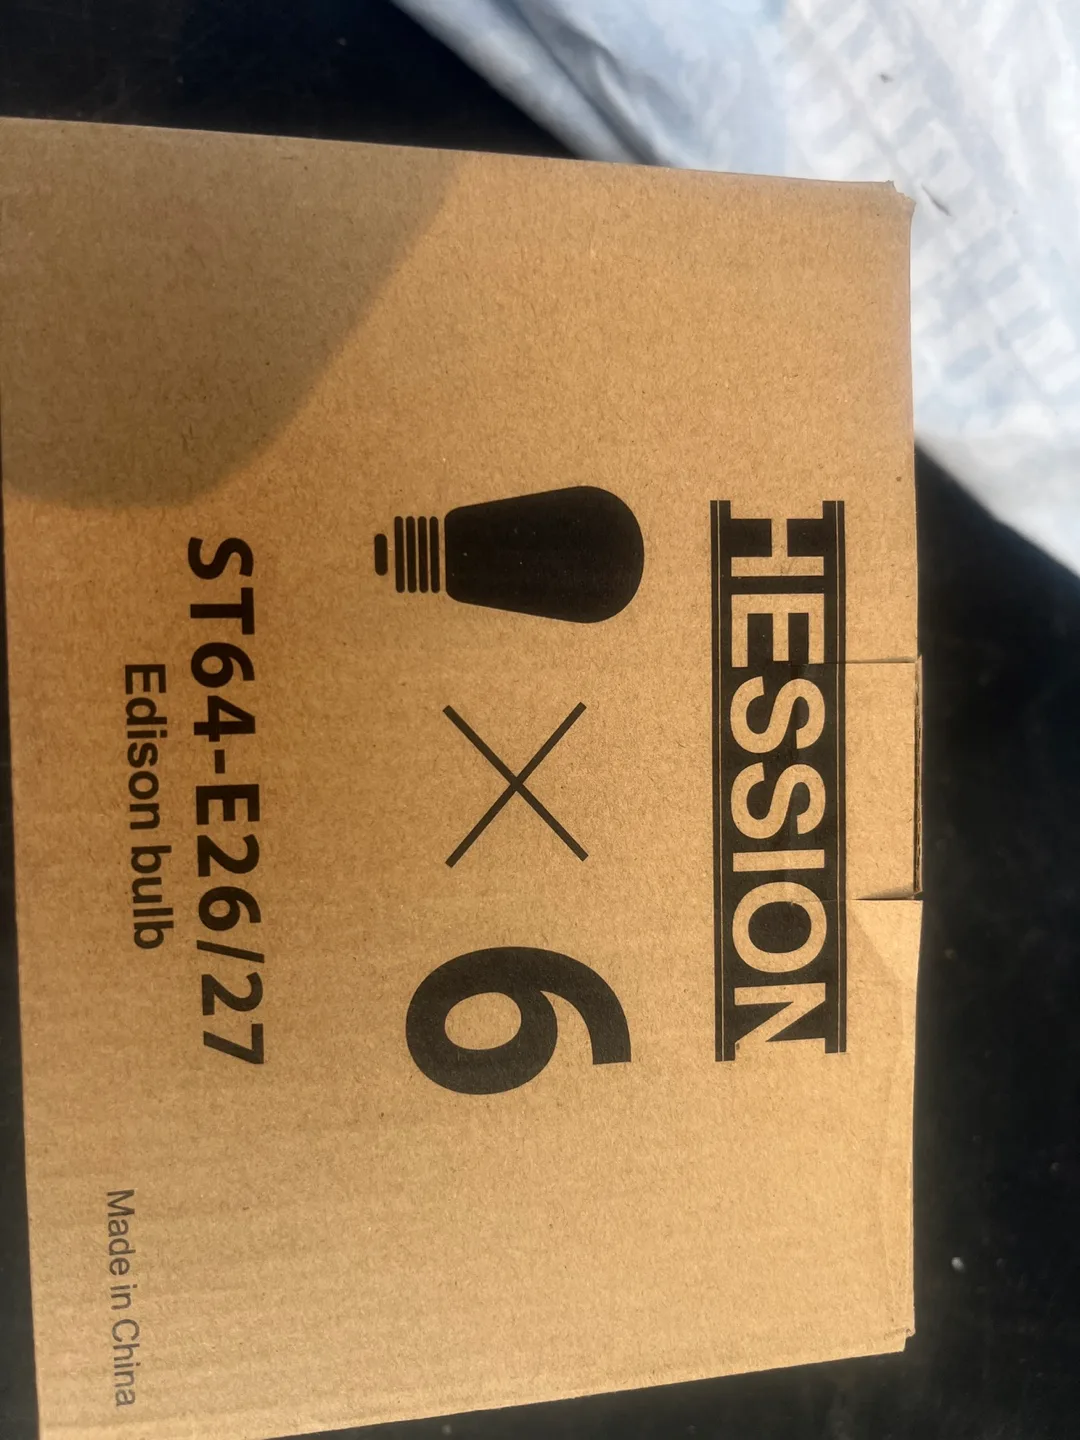 HESSION
× 6
ST64-E26/27
Edison bulb
Made in China